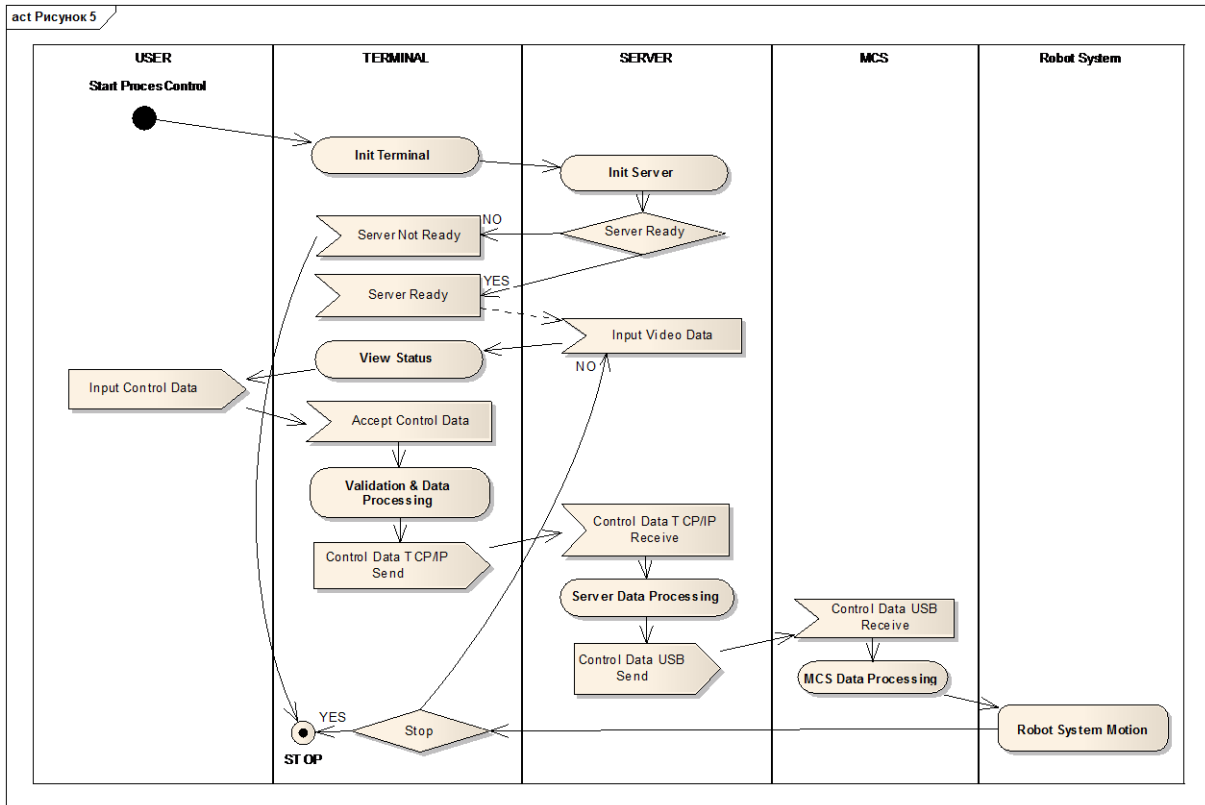 act Рисунок 5
USER
TERMINAL
SERVER
MCS
Robot System
Start Proces Control
Init Terminal
Init Server
NO
Server Not Ready
Server Ready
YES
Server Ready
Input Video Data
View Status
NO
Input Control Data
Accept Control Data
Validation & Data
Processing
Control Data TCP/IP
Receive
Control Data TCP/IP
Send
Server Data Processing
Control Data USB
Receive
Control Data USB
Send
MCS Data Processing
YES
Stop
Robot System Motion
STOP